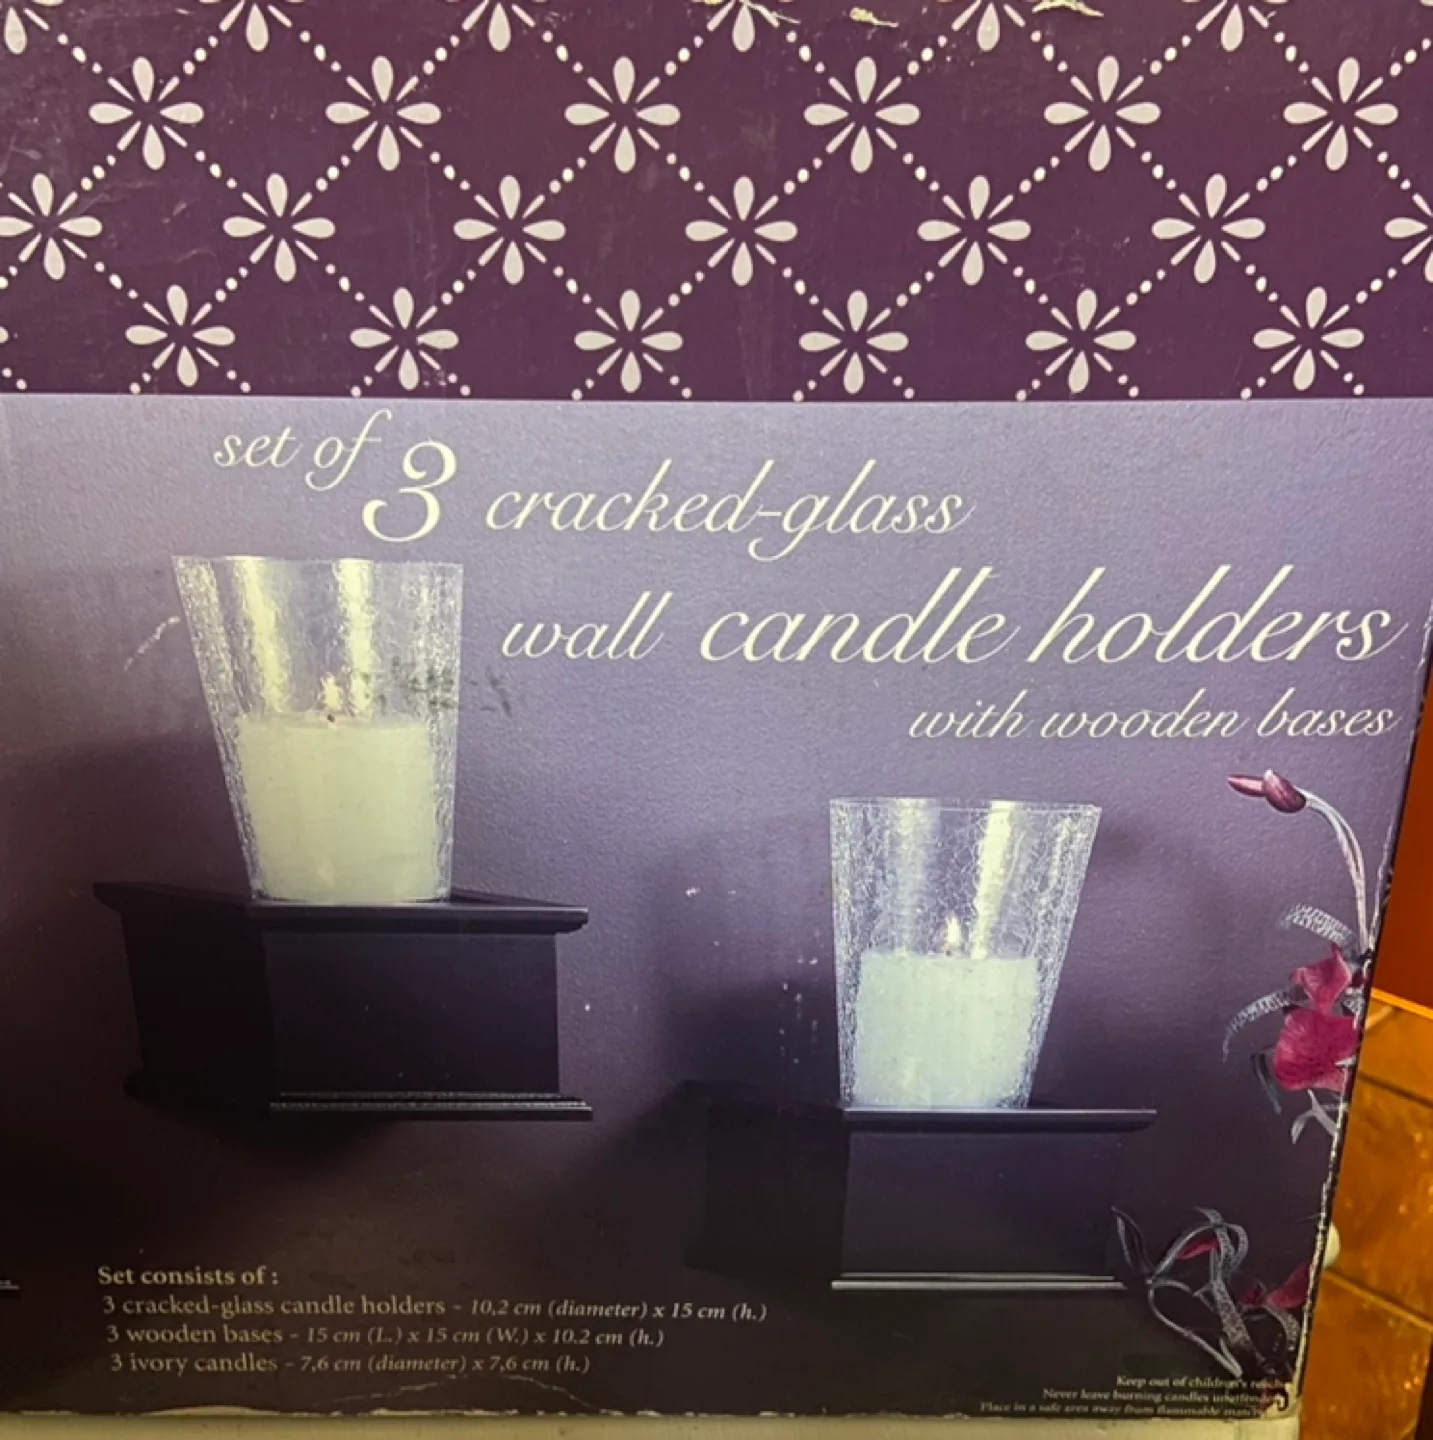 set of 3 cracked-glass
wall candle holders
with wooden bases
Set consists of :
3 cracked-glass candle holders - 10,2 cm (diameter) x 15 cm (h.)
3 wooden bases - 15 cm (L.) x 15 cm (W.) x 10.2 cm (h.)
3 ivory candles - 7,6 cm (diameter) x 7,6 cm (h.)
Keep out of children's reach
Never leave burning candles unattended
Place in a safe area away from flammable